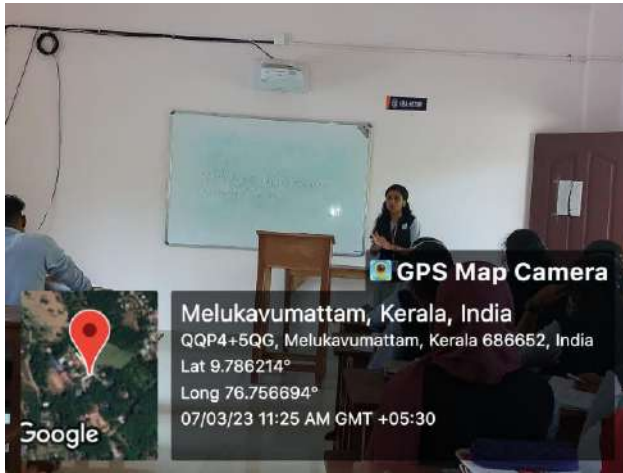 GPS Map Camera
Melukavumattam, Kerala, India
QQP4+5QG, Melukavumattam, Kerala 686652, India
Lat 9.786214°
Long 76.756694°
07/03/23 11:25 AM GMT +05:30
Google